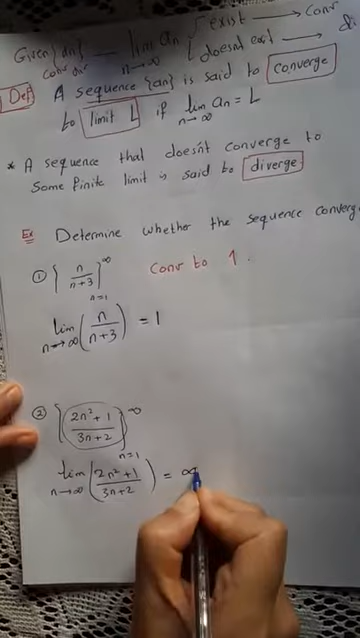 Given {an} lim an n→∞ exist → conv
conv or doesnt exist →
Def A sequence {an} is said to converge
to limit L if lim an = L n→∞
* A sequence that doesn't converge to
some finite limit is said to diverge
Ex Determine whether the sequence converg
① { n / n+3 } ∞ n=1 conv to 1.
lim n→∞ ( n / n+3 ) = 1
② { 2n² + 1 / 3n + 2 } ∞ n=1
lim n→∞ ( 2n² + 1 / 3n + 2 ) = ∞